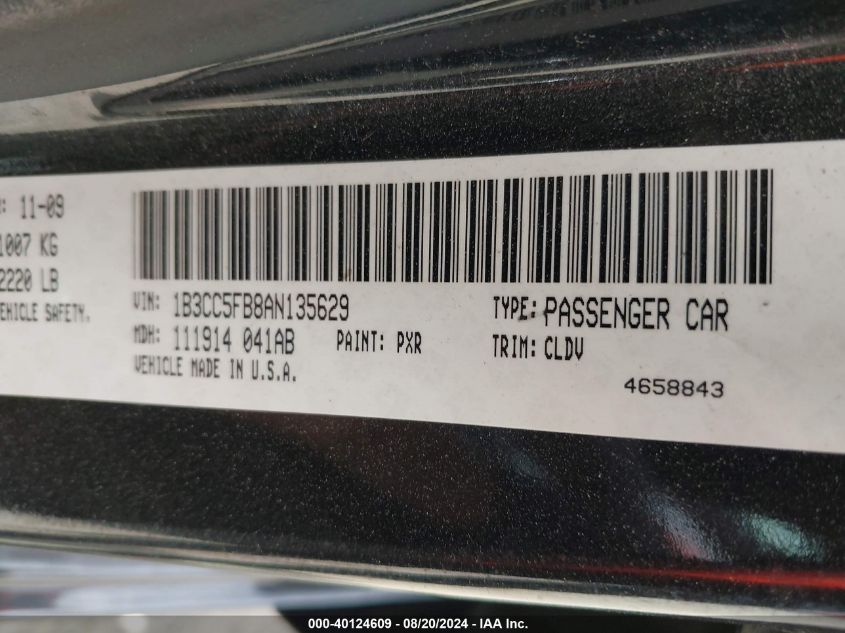 : 11-09
1007 KG
2220 LB
EHICLE SAFETY.
VIN: 1B3CC5FB8AN135629
TYPE: PASSENGER CAR
MDH: 111914 041AB
PAINT: PXR
TRIM: CLDV
VEHICLE MADE IN U.S.A.
4658843
000-40124609 - 08/20/2024 - IAA Inc.